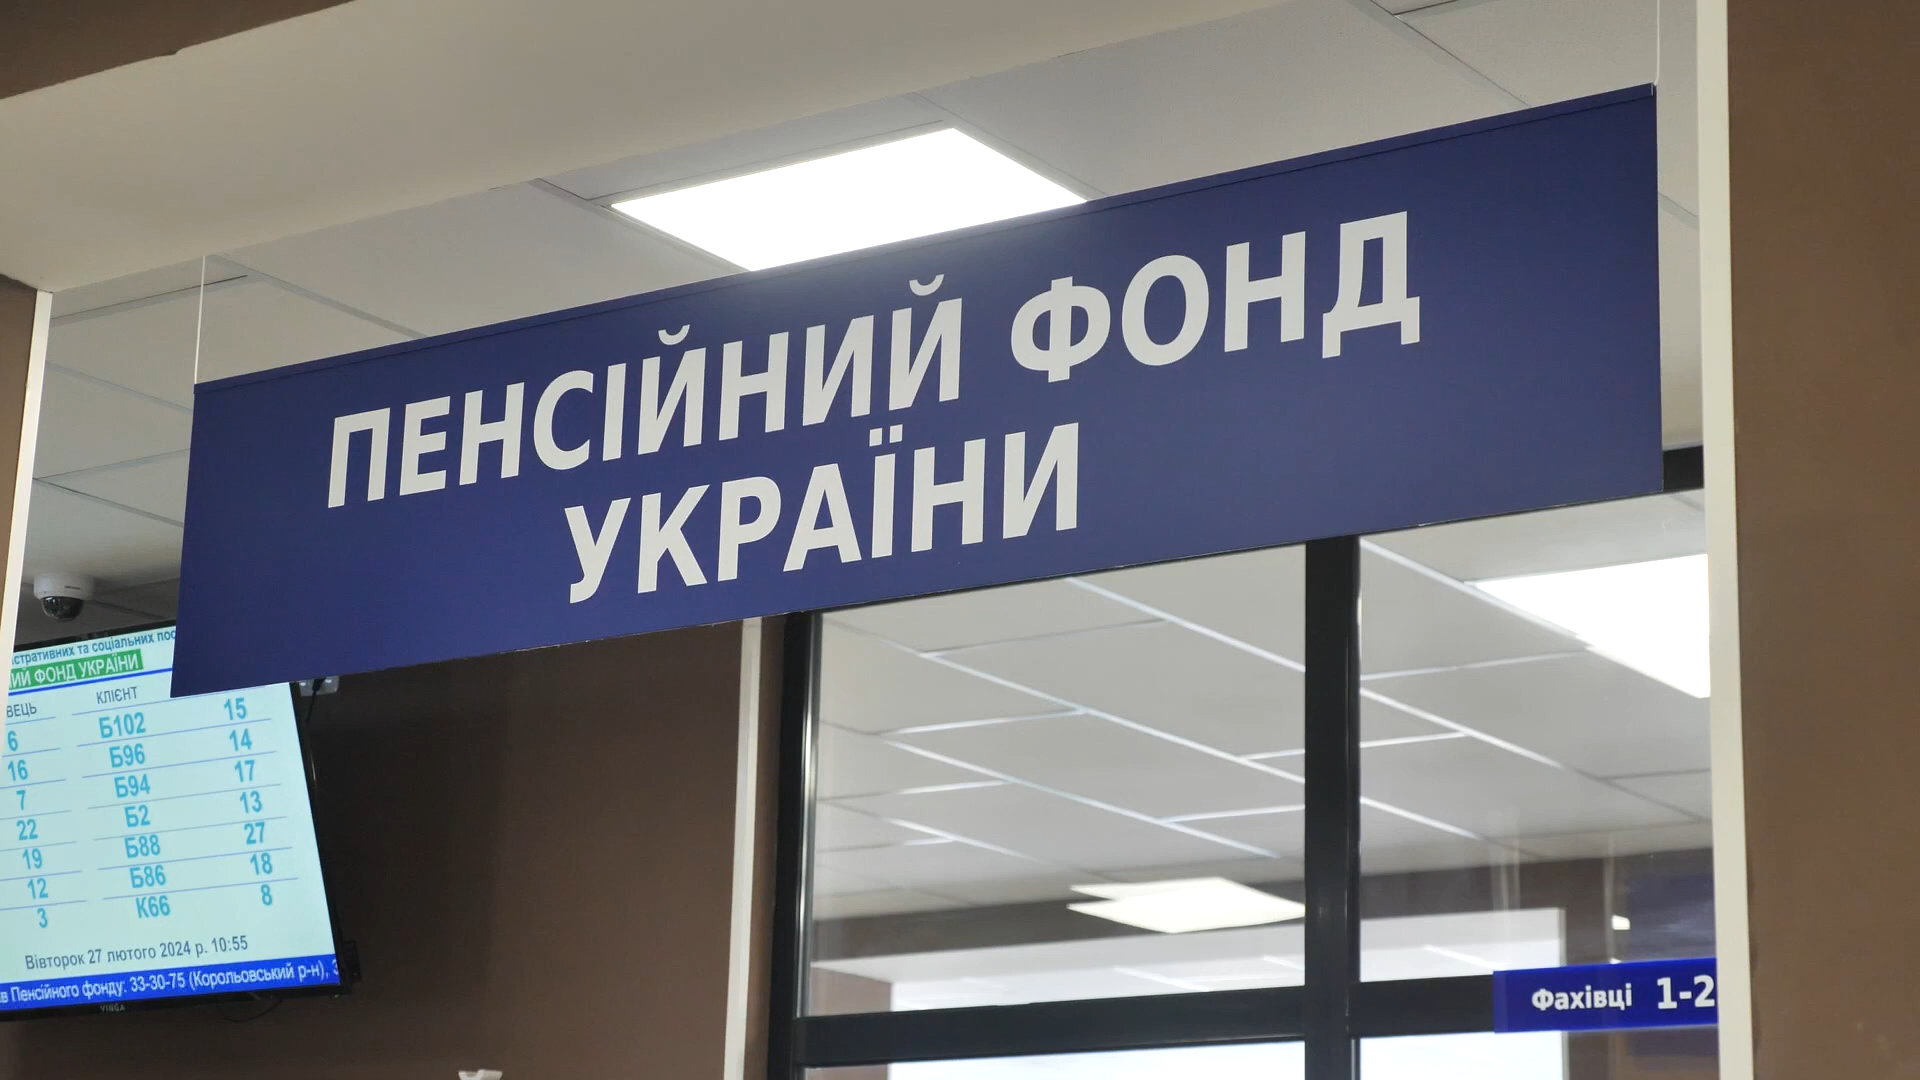 ПЕНСІЙНИЙ ФОНД
УКРАЇНИ
ФОНД УКРАЇНИ
КЛІЄНТ
6 Б102 15
16 Б96 14
7 Б94 17
22 Б2 13
19 Б88 27
12 Б86 18
3 К66 8
Вівторок 27 лютого 2024 р. 10:55
Пенсійного фонду: 33-30-75 (Корольовський р-н),
VINGA
Фахівці 1-2